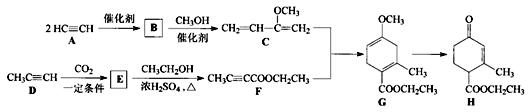 2 HC≡CH 催化剂 B CH₃OH 催化剂 OCH₃ CH₂=CH-C=CH₂
A C
CH₃C≡CH CO₂ 一定条件 E CH₃CH₂OH 浓H₂SO₄,△ CH₃C≡CCOOCH₂CH₃
D F
OCH₃ CH₃ COOCH₂CH₃
G
O CH₃ COOCH₂CH₃
H